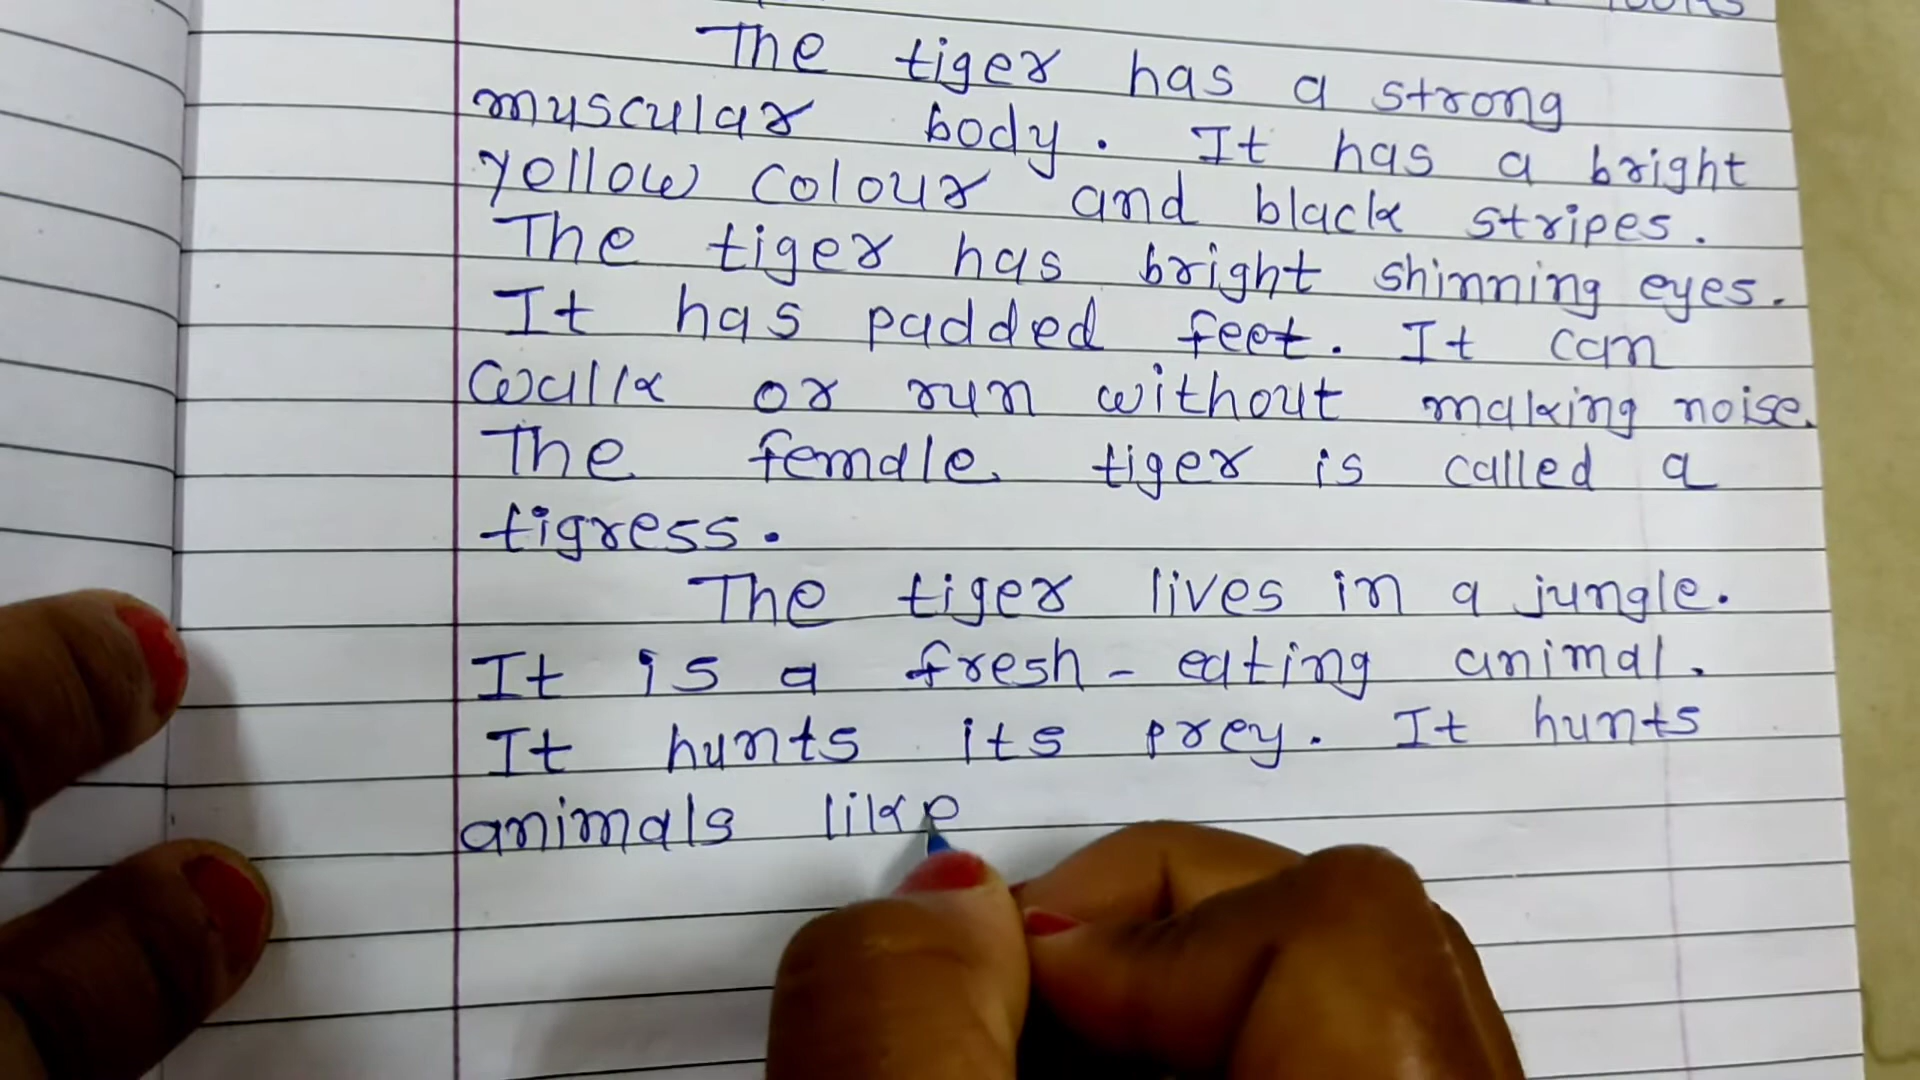 The tiger has a strong
muscular body. It has a bright
yellow colour and black stripes.
The tiger has bright shinning eyes.
It has padded feet. It can
walk or run without making noise.
The female tiger is called a
tigress.
The tiger lives in a jungle.
It is a fresh-eating animal.
It hunts its prey. It hunts
animals like